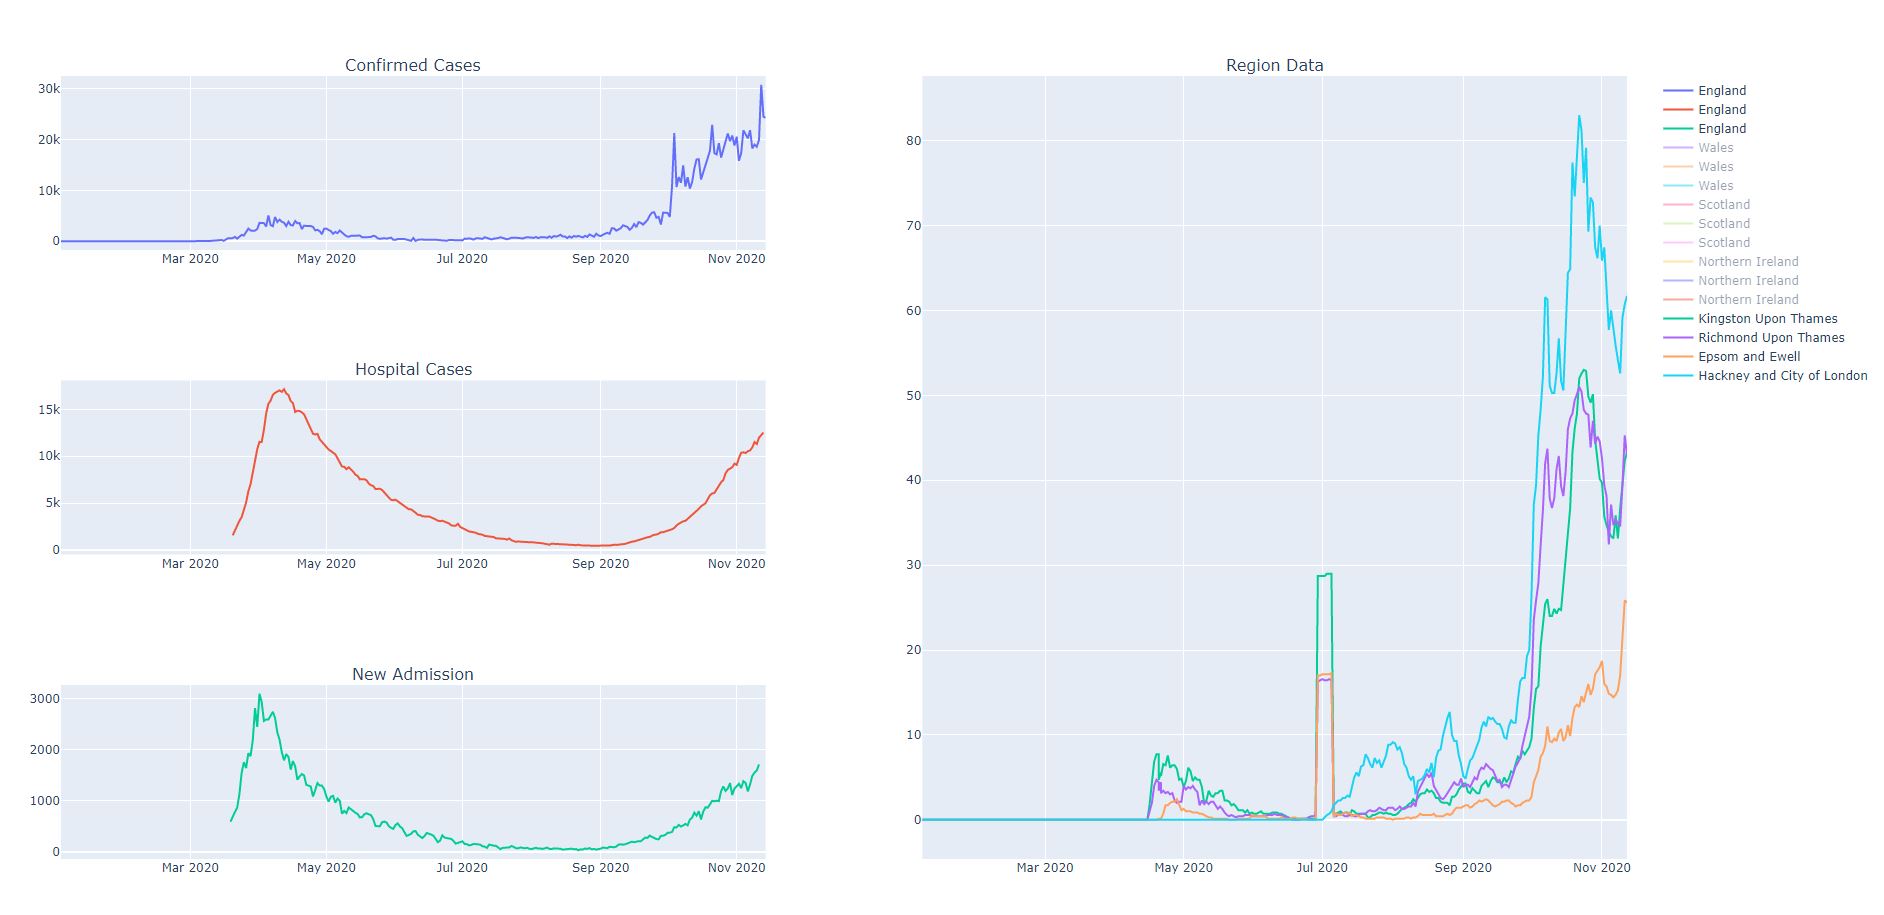 Confirmed Cases
30k
20k
10k
0
Mar 2020 May 2020 Jul 2020 Sep 2020 Nov 2020
Hospital Cases
15k
10k
5k
0
Mar 2020 May 2020 Jul 2020 Sep 2020 Nov 2020
New Admission
3000
2000
1000
0
Mar 2020 May 2020 Jul 2020 Sep 2020 Nov 2020
Region Data
80
70
60
50
40
30
20
10
0
Mar 2020 May 2020 Jul 2020 Sep 2020 Nov 2020
England
England
England
Wales
Wales
Wales
Scotland
Scotland
Scotland
Northern Ireland
Northern Ireland
Northern Ireland
Kingston Upon Thames
Richmond Upon Thames
Epsom and Ewell
Hackney and City of London